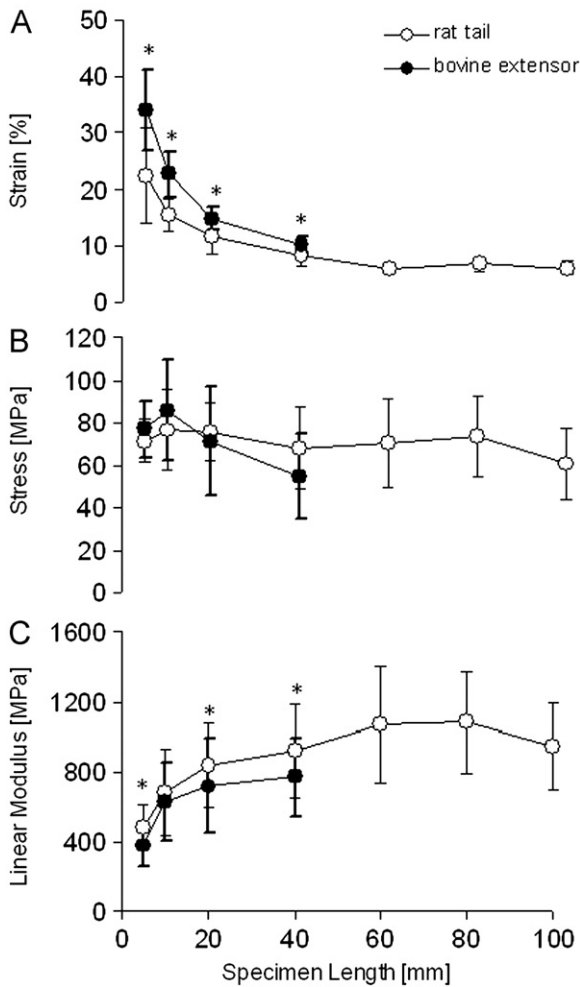 A
50
40
30
20
10
0
Strain [%]
rat tail
bovine extensor
*
*
*
*
B
120
100
80
60
40
20
0
Stress [MPa]
C
1600
1200
800
400
0
Linear Modulus [MPa]
*
*
*
0 20 40 60 80 100
Specimen Length [mm]